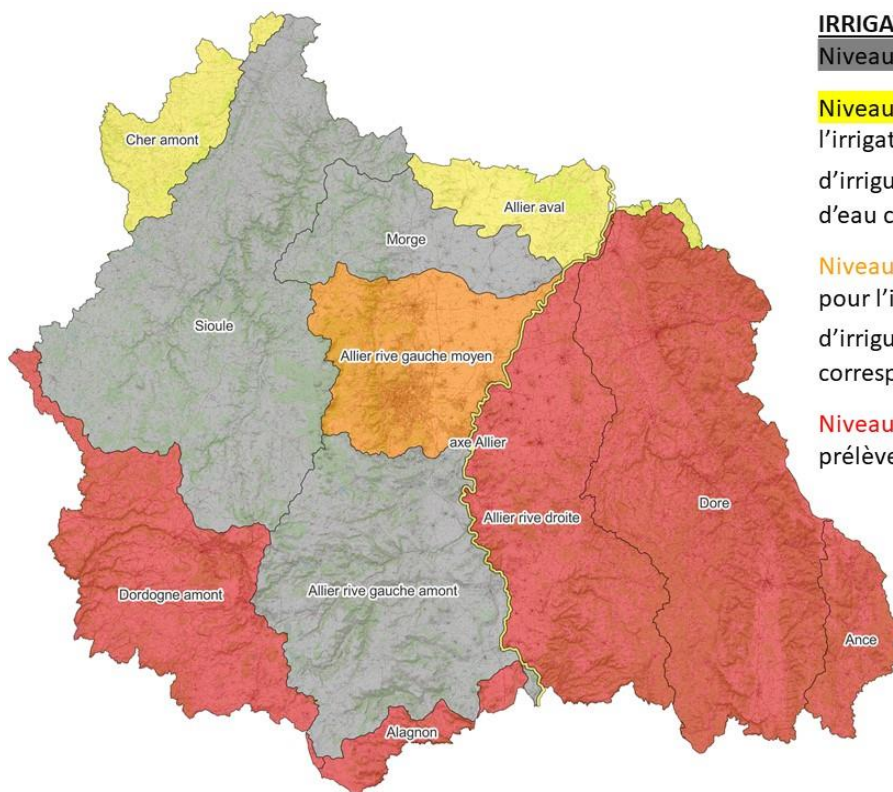 IRRIGA
Niveau
Niveau
l'irrigat
d'irrigu
d'eau c
Niveau
pour l'i
d'irrigu
corresp
Niveau
prélève
Cher amont
Allier aval
Morge
Sioule
Allier rive gauche moyen
axe Allier
Dore
Allier rive droite
Allier rive gauche amont
Dordogne amont
Ance
Alagnon